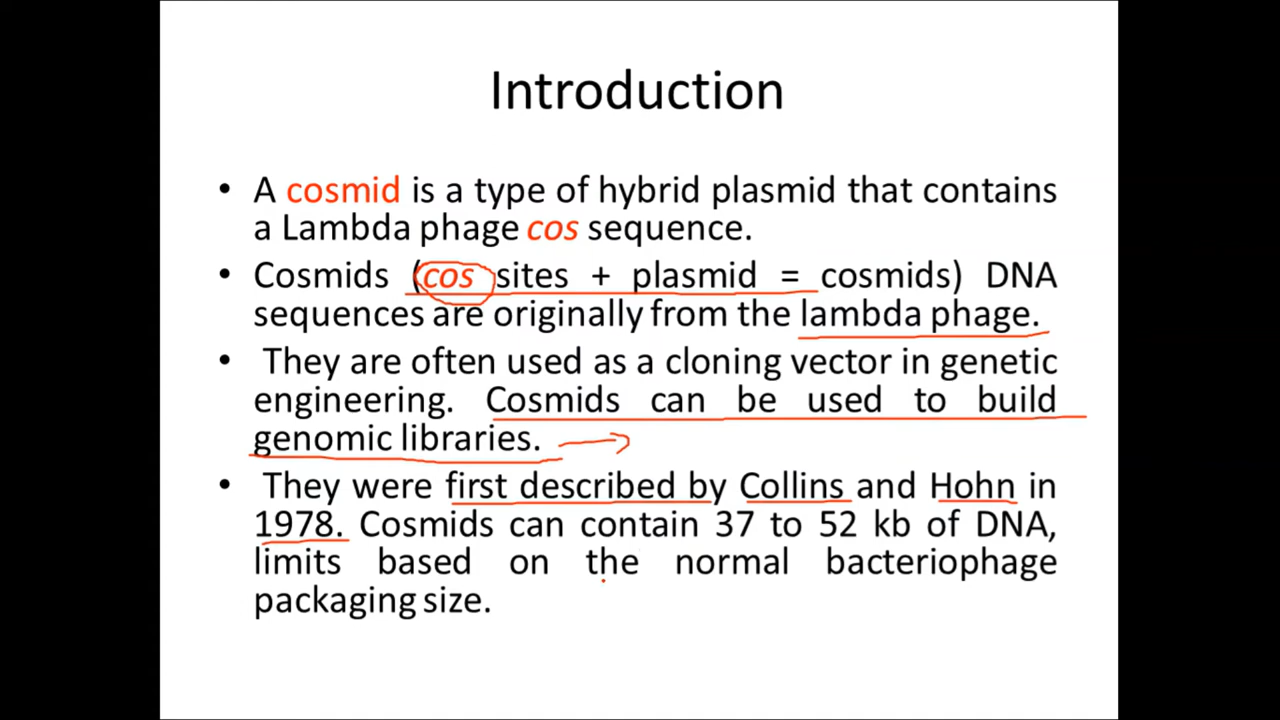 Introduction
• A cosmid is a type of hybrid plasmid that contains
a Lambda phage cos sequence.
• Cosmids (cos sites + plasmid = cosmids) DNA
sequences are originally from the lambda phage.
• They are often used as a cloning vector in genetic
engineering. Cosmids can be used to build
genomic libraries.
• They were first described by Collins and Hohn in
1978. Cosmids can contain 37 to 52 kb of DNA,
limits based on the normal bacteriophage
packaging size.